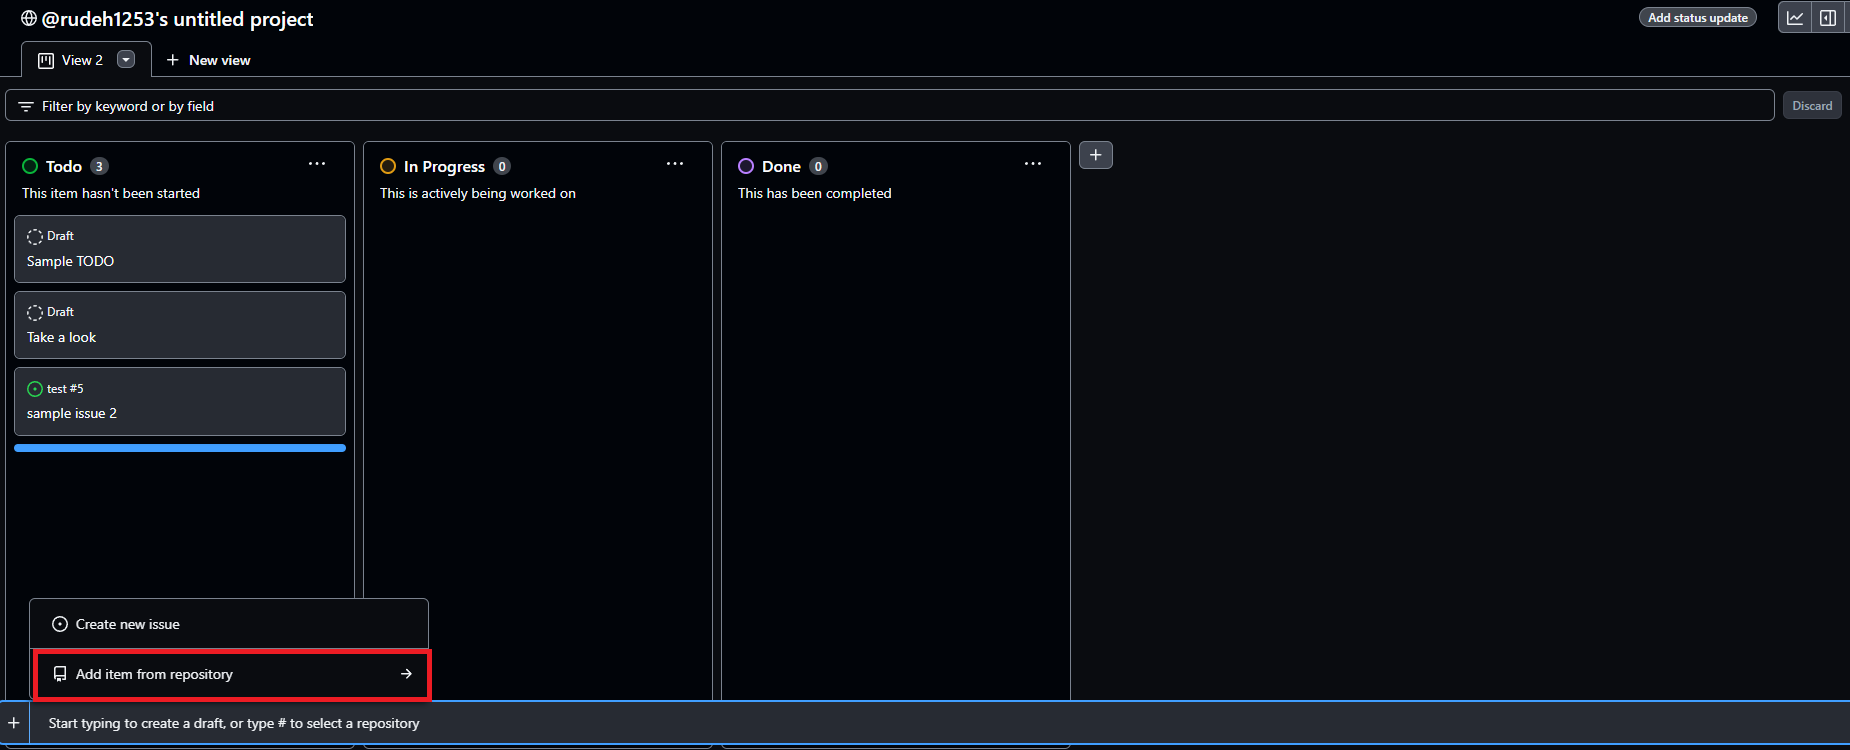 @rudeh1253's untitled project
Add status update
View 2
New view
Filter by keyword or by field
Discard
Todo 3
This item hasn't been started
Draft
Sample TODO
Draft
Take a look
test #5
sample issue 2
In Progress 0
This is actively being worked on
Done 0
This has been completed
Create new issue
Add item from repository
Start typing to create a draft, or type # to select a repository